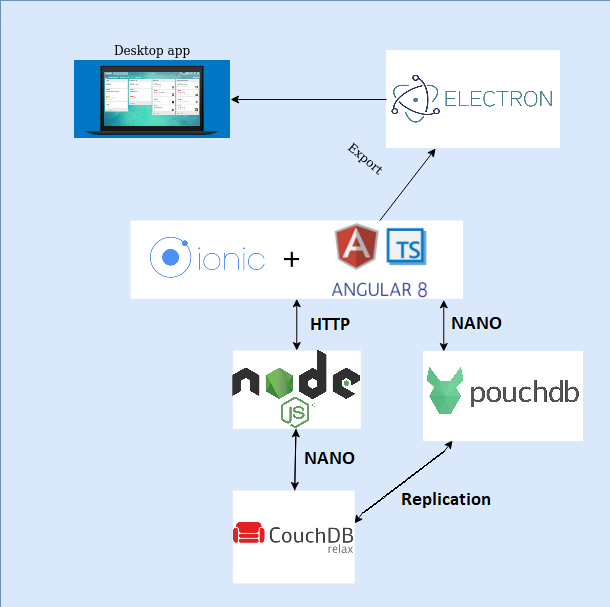 Desktop app
ELECTRON
Export
ionic
+
A
TS
ANGULAR 8
HTTP
NANO
node
JS
pouchdb
NANO
Replication
CouchDB
relax